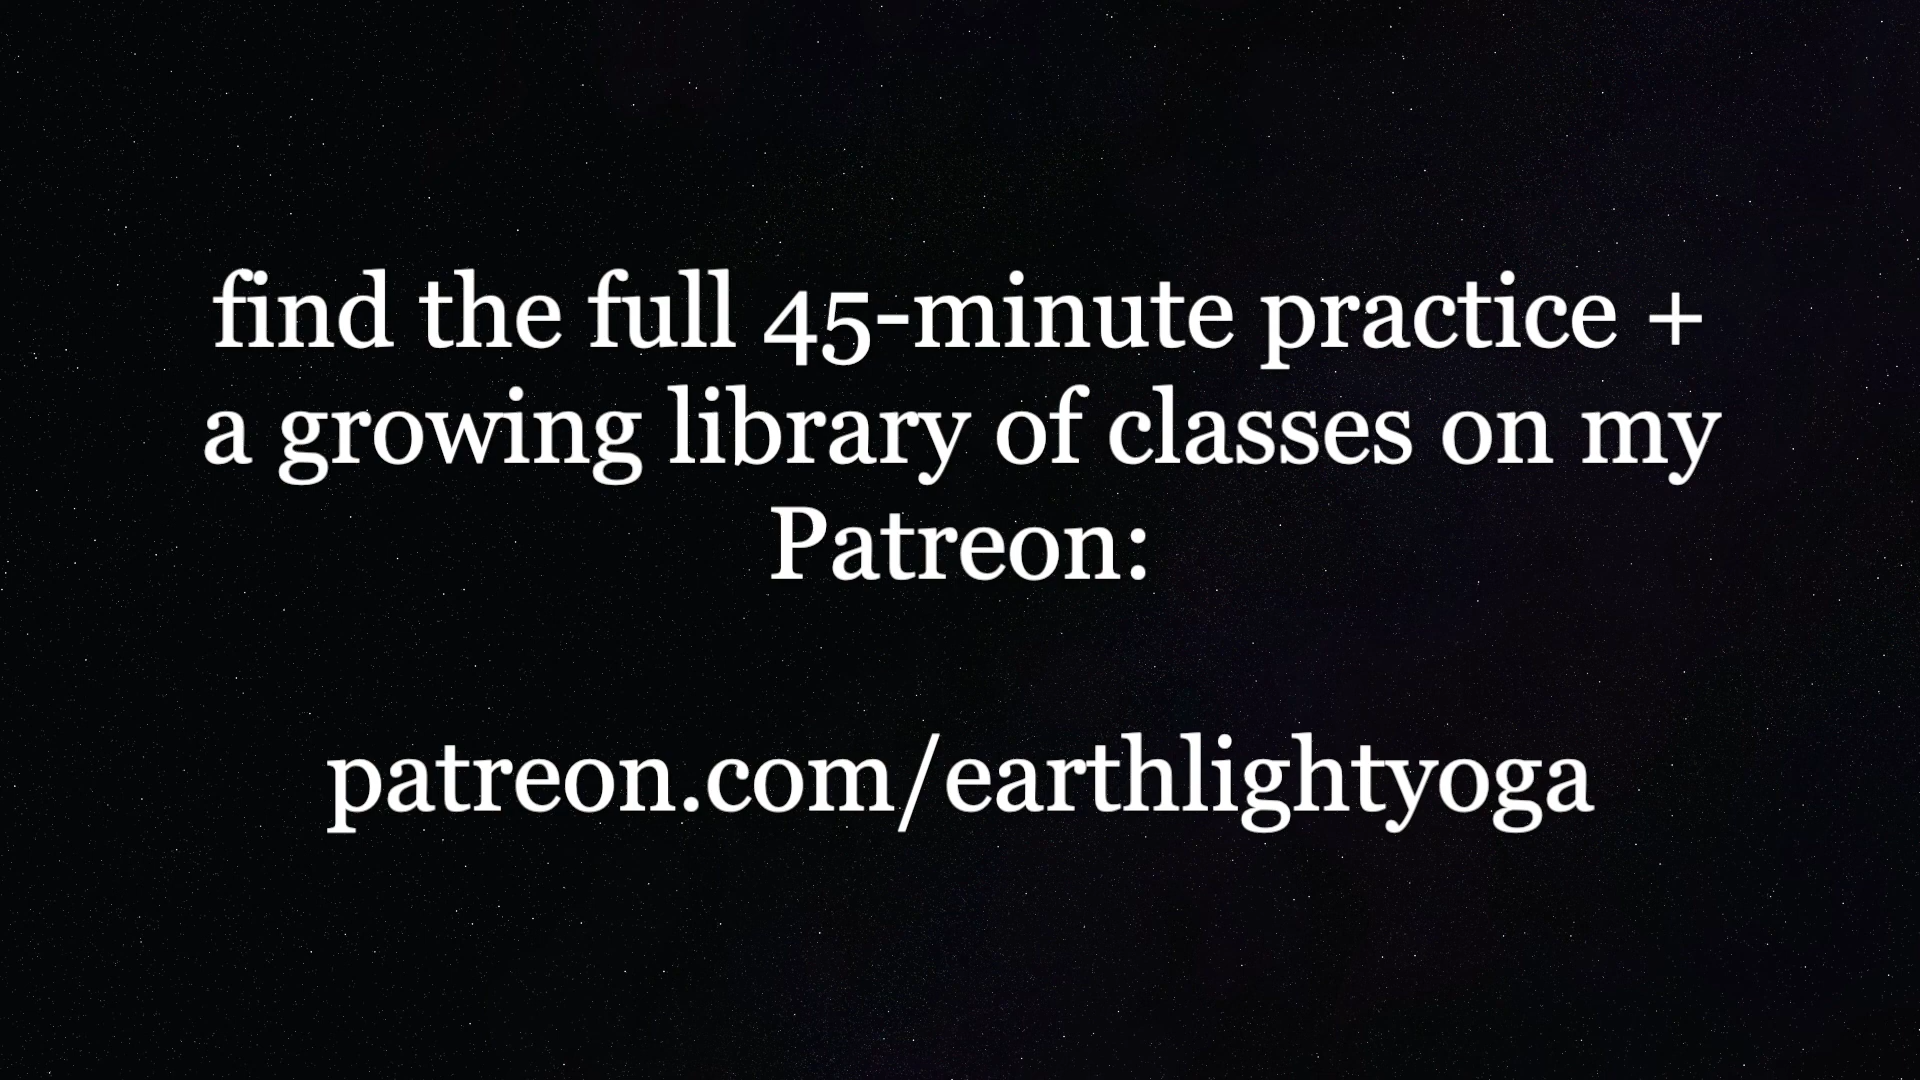 find the full 45-minute practice +
a growing library of classes on my
Patreon:
patreon.com/earthlightyoga